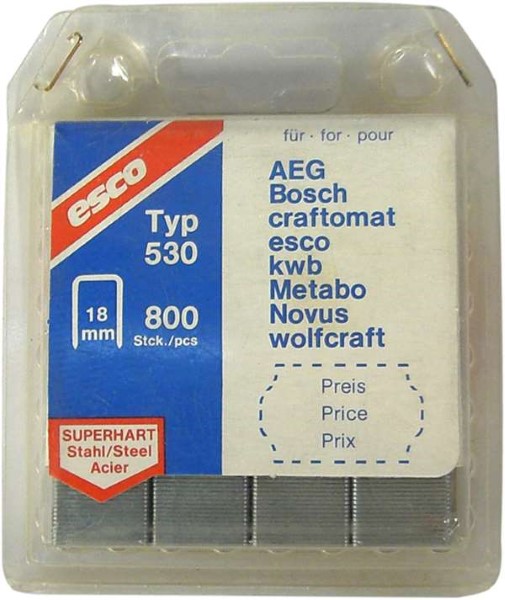 esco
Typ
530
18
mm
800
Stck./pcs
SUPERHART
Stahl/Steel
Acier
für · for · pour
AEG
Bosch
craftomat
esco
kwb
Metabo
Novus
wolfcraft
Preis
Price
Prix